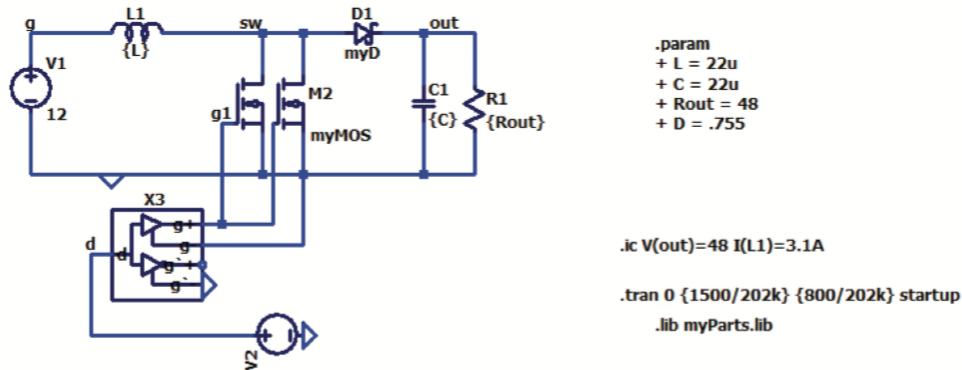 g
L1
{L}
sw
D1
myD
out
V1
12
g1
M2
myMOS
C1
{C}
R1
{Rout}
.param
+ L = 22u
+ C = 22u
+ Rout = 48
+ D = .755
X3
d
d
g+
g
g`+
g`-
V2
.ic V(out)=48 I(L1)=3.1A
.tran 0 {1500/202k} {800/202k} startup
.lib myParts.lib